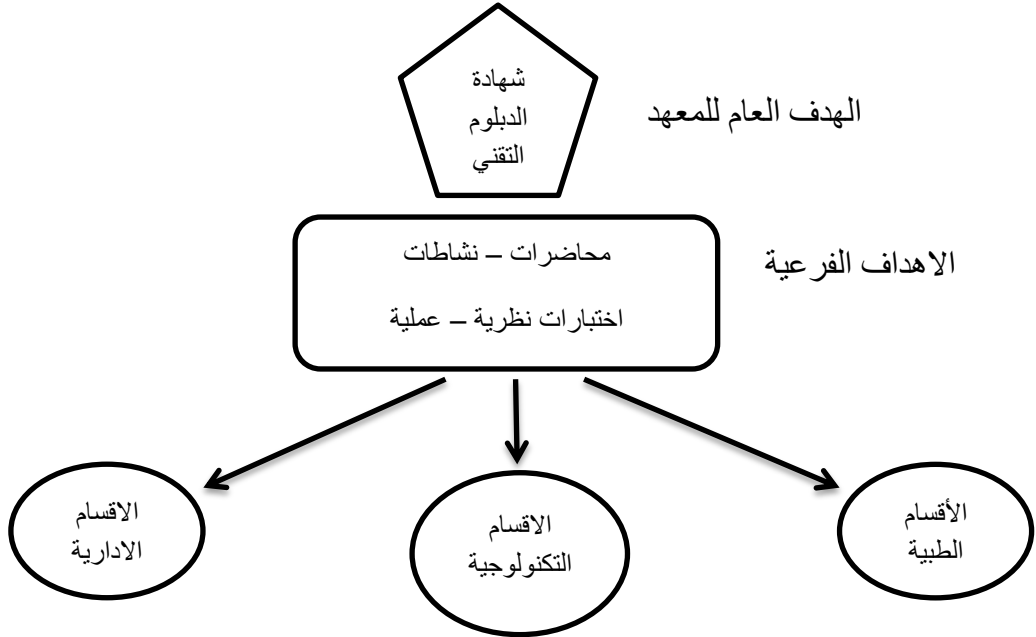 شهادة
الدبلوم
التقني
الهدف العام للمعهد
محاضرات – نشاطات
اختبارات نظرية – عملية
الاهداف الفرعية
الأقسام
الطبية
الاقسام
التكنولوجية
الاقسام
الادارية